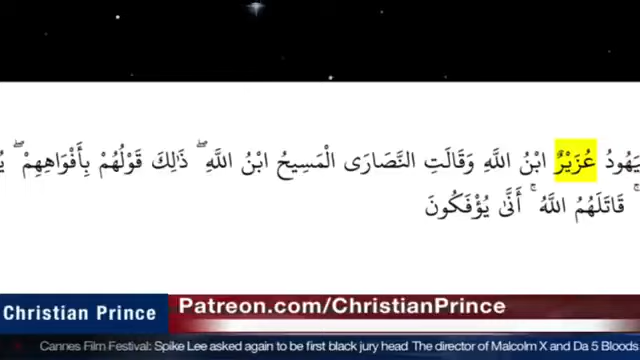 يَهُودُ عُزَيْرٌ ابْنُ اللَّهِ وَقَالَتِ النَّصَارَى الْمَسِيحُ ابْنُ اللَّهِ ۖ ذَٰلِكَ قَوْلُهُمْ بِأَفْوَاهِهِمْ ۖ
ۚ قَاتَلَهُمُ اللَّهُ ۚ أَنَّىٰ يُؤْفَكُونَ
Christian Prince
Patreon.com/ChristianPrince
Cannes Film Festival: Spike Lee asked again to be first black jury head The director of Malcolm X and Da 5 Bloods